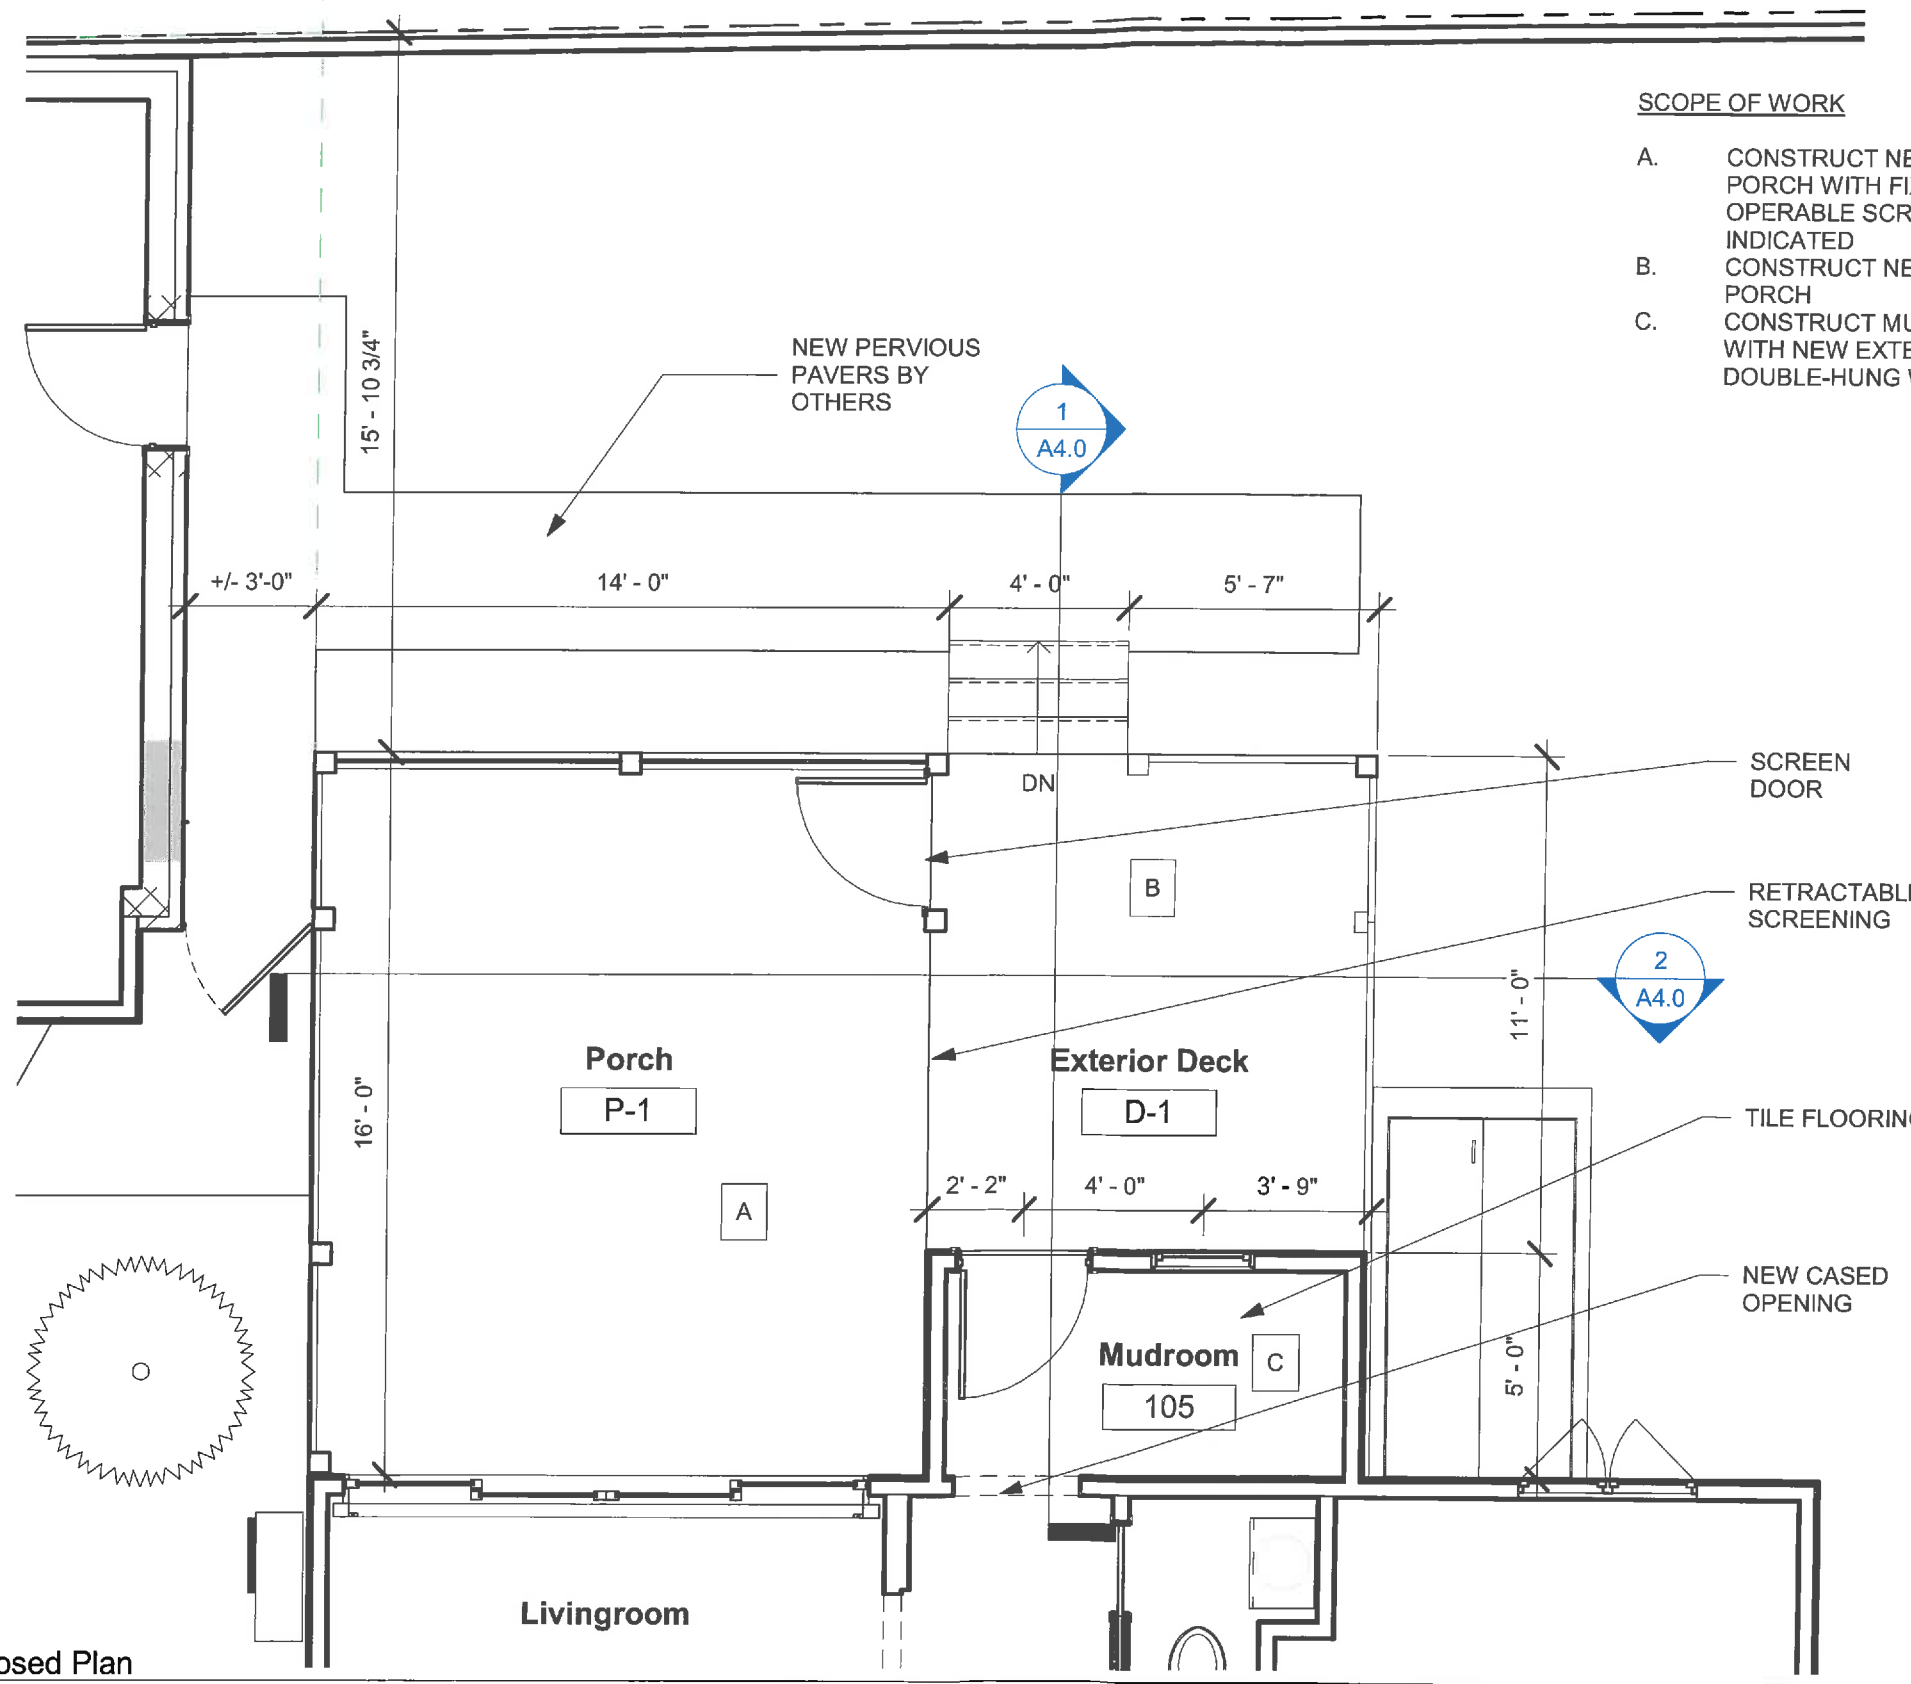 SCOPE OF WORK
A. CONSTRUCT NE
PORCH WITH FI
OPERABLE SCR
INDICATED
B. CONSTRUCT NE
PORCH
C. CONSTRUCT MU
WITH NEW EXTE
DOUBLE-HUNG
NEW PERVIOUS
PAVERS BY
OTHERS
15' - 10 3/4"
1
A4.0
+/- 3'-0"
14' - 0"
4' - 0"
5' - 7"
DN
SCREEN
DOOR
B
RETRACTABLE
SCREENING
2
A4.0
11' - 0"
Porch
P-1
Exterior Deck
D-1
16' - 0"
TILE FLOORING
2' - 2"
4' - 0"
3' - 9"
A
NEW CASED
OPENING
Mudroom
C
105
5' - 0"
Livingroom
osed Plan